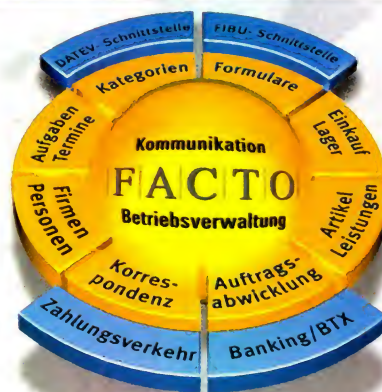 DATEV-Schnittstelle
FIBU- Schnittstelle
Kategorien
Formulare
Aufgaben
Termine
Einkauf
Lager
Kommunikation
F|A|C|T|O
Betriebsverwaltung
Firmen
Personen
Artikel
Leistungen
Korres-
pondenz
Auftrags-
abwicklung
Zahlungsverkehr
Banking/BTX